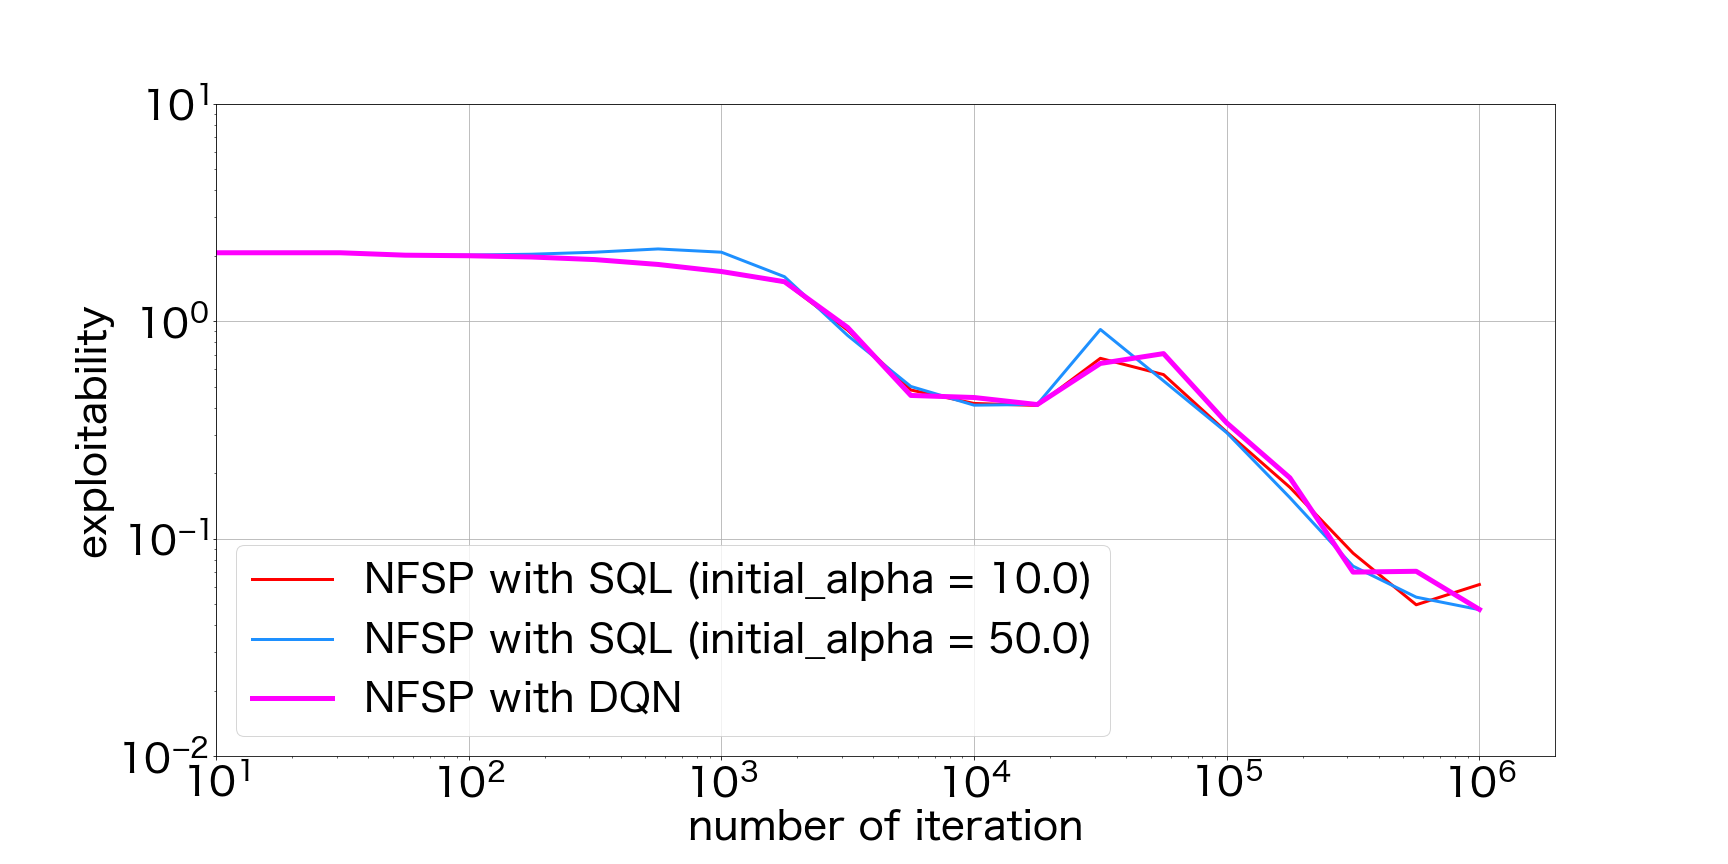 exploitability
10¹
10⁰
10⁻¹
10⁻²
NFSP with SQL (initial_alpha = 10.0)
NFSP with SQL (initial_alpha = 50.0)
NFSP with DQN
10¹ 10² 10³ 10⁴ 10⁵ 10⁶
number of iteration